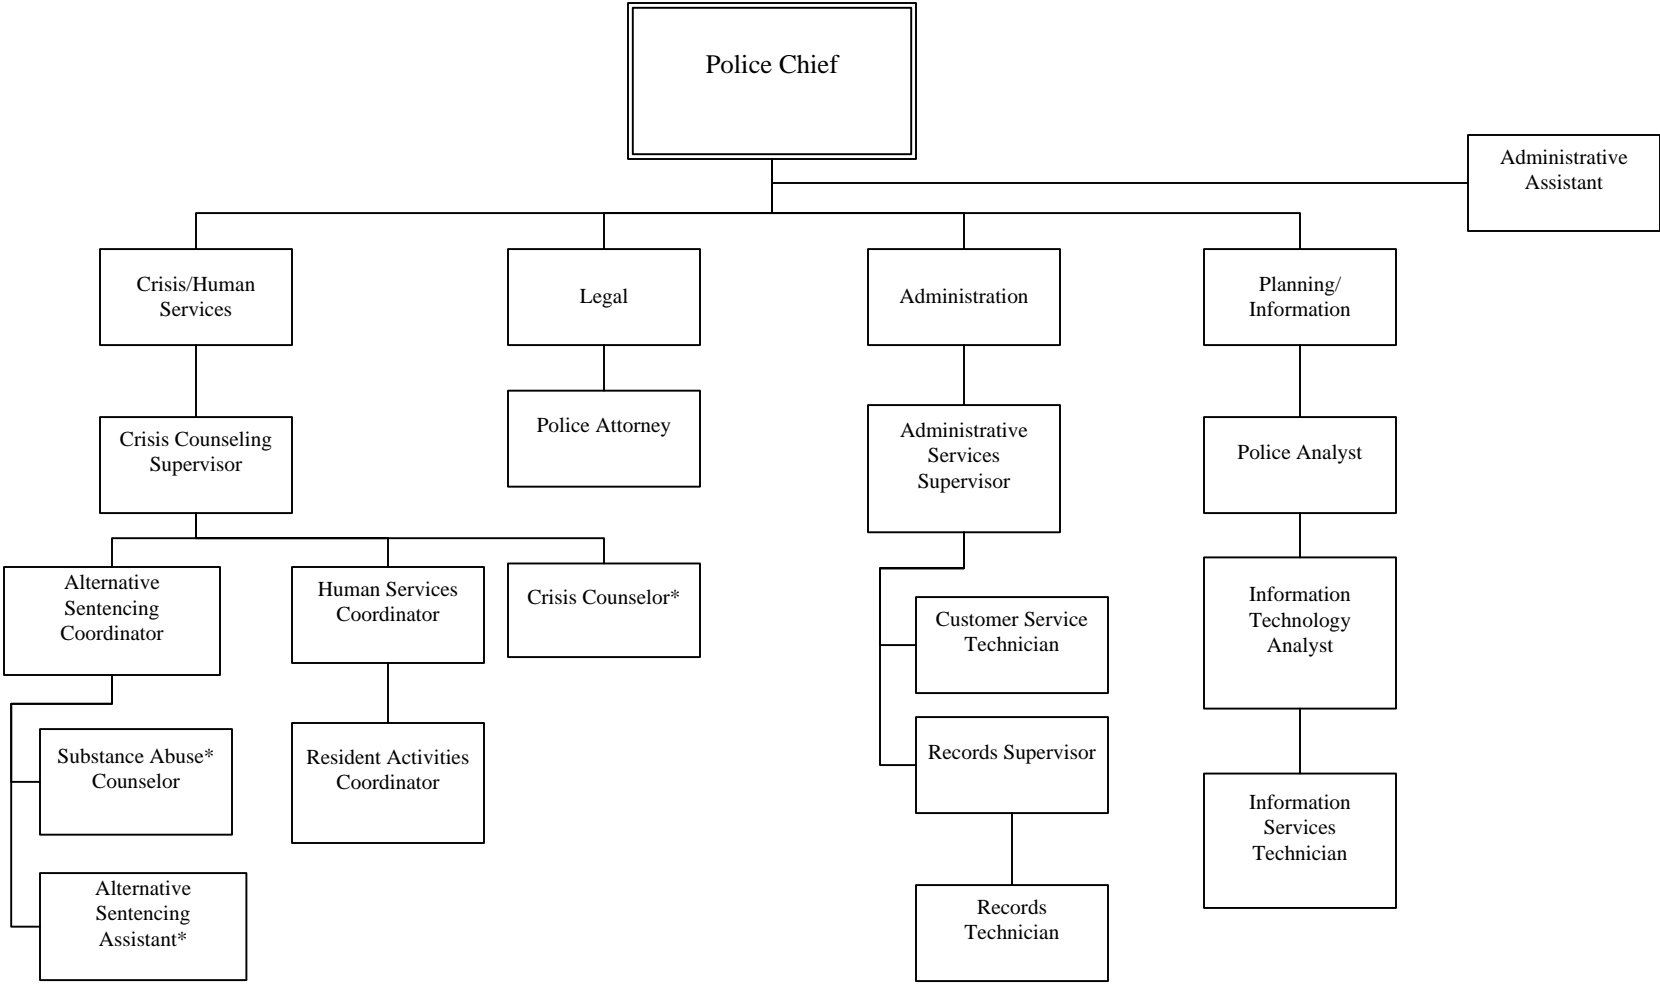 Police Chief
Administrative
Assistant
Crisis/Human
Services
Legal
Administration
Planning/
Information
Crisis Counseling
Supervisor
Police Attorney
Administrative
Services
Supervisor
Police Analyst
Alternative
Sentencing
Coordinator
Human Services
Coordinator
Crisis Counselor*
Customer Service
Technician
Information
Technology
Analyst
Substance Abuse*
Counselor
Resident Activities
Coordinator
Records Supervisor
Information
Services
Technician
Alternative
Sentencing
Assistant*
Records
Technician